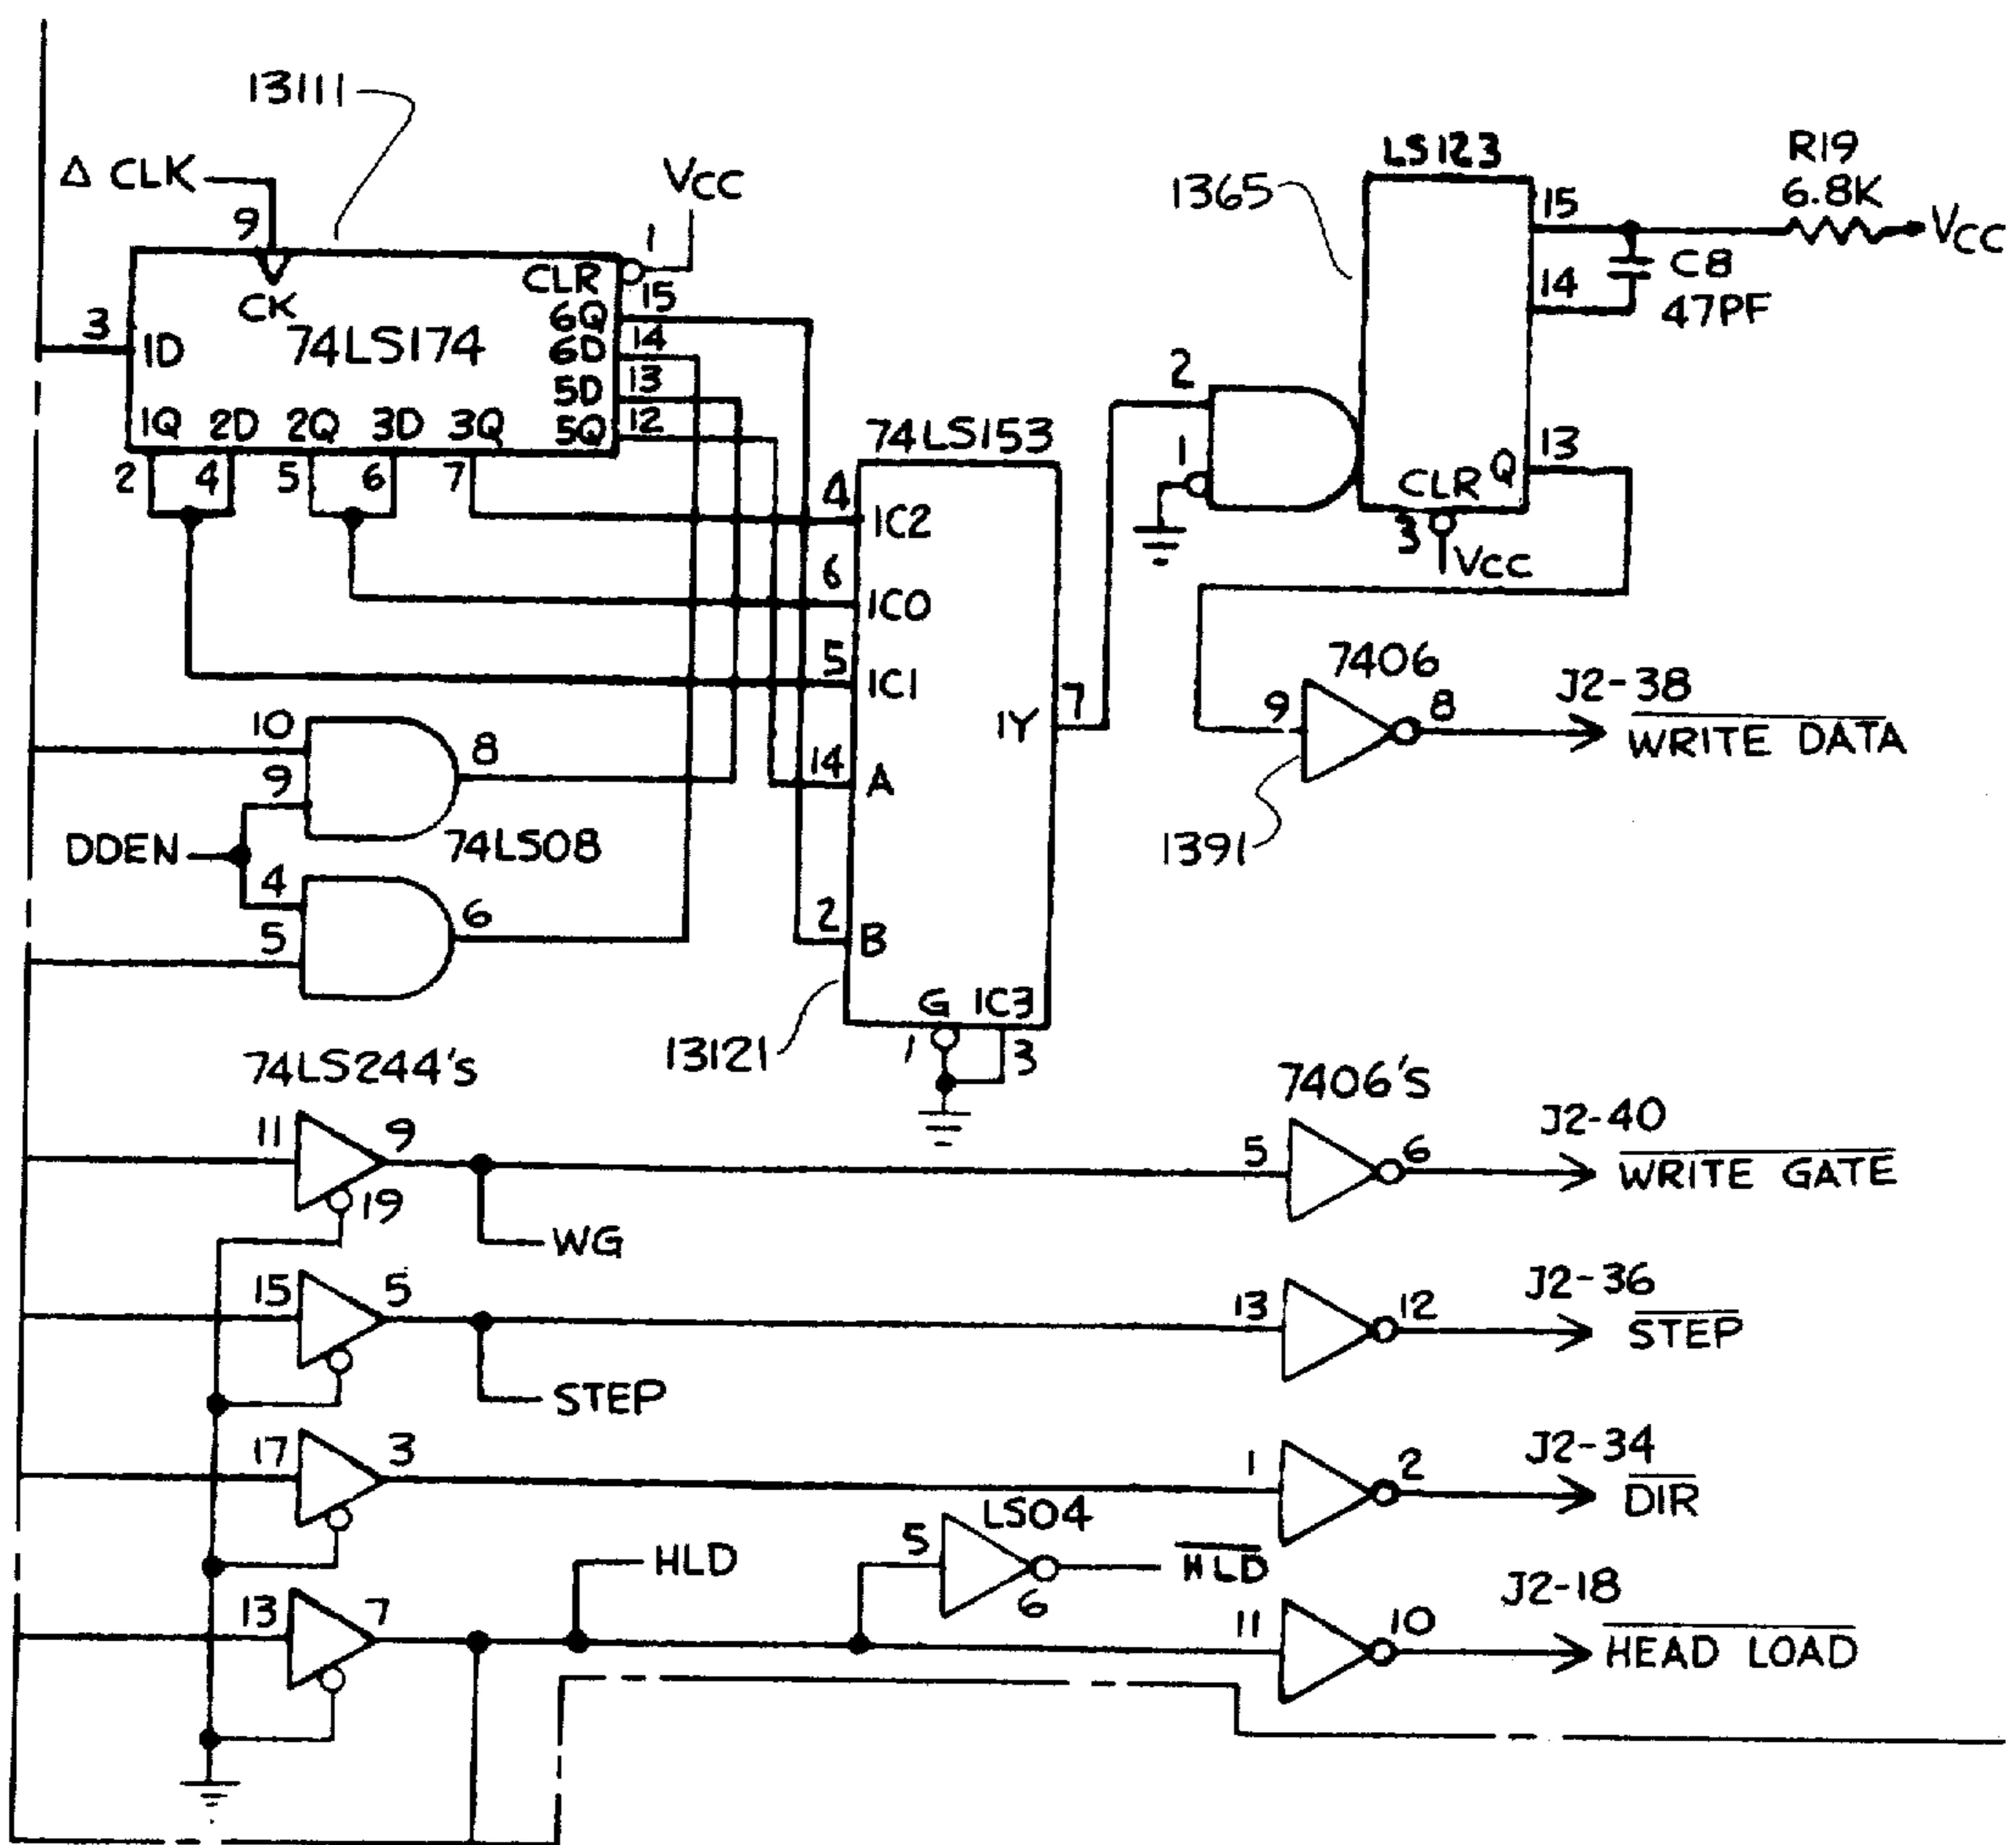 13111
Δ CLK
9
VCC
1
CLR
CK
15
6Q
3
1D
74LS174
14
6D
13
5D
12
5Q
1Q 2D 2Q 3D 3Q
2 4 5 6 7
LS123
1365
15
R19
6.8K
VCC
14
C8
47PF
2
1
13
Q
CLR
3
VCC
74LS153
4
1C2
6
1C0
5
1C1
1Y
7
14
A
2
B
G 1C3
1 3
13121
7406
9 8
J2-38
WRITE DATA
1391
10
9
8
74LS08
DDEN
4
5
6
74LS244's
11 9
19
WG
7406's
5 6
J2-40
WRITE GATE
15 5
STEP
13 12
J2-36
STEP
17 3
1 2
J2-34
DIR
LS04
5
6
HLD
HLD
13 7
11 10
J2-18
HEAD LOAD